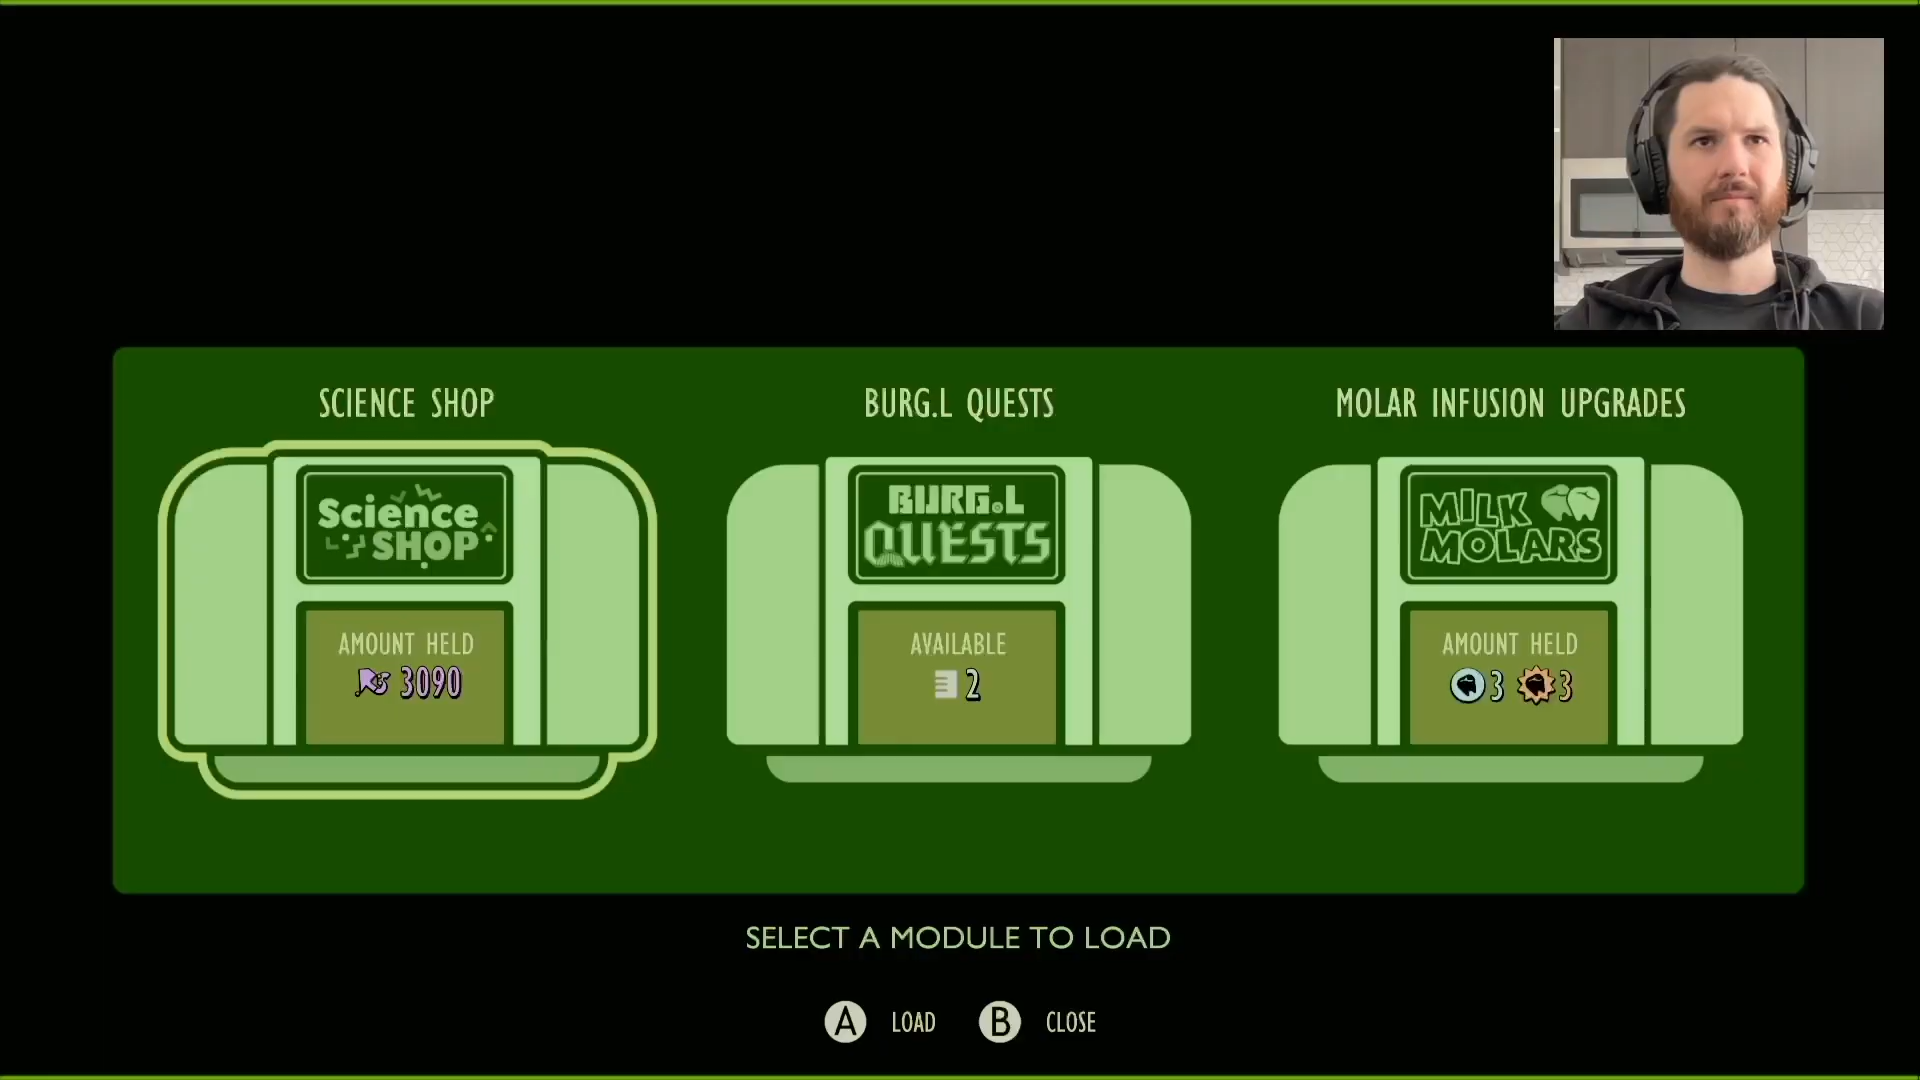 SCIENCE SHOP
BURG.L QUESTS
MOLAR INFUSION UPGRADES
Science
SHOP
BURG.L
QUESTS
MILK
MOLARS
AMOUNT HELD
3090
AVAILABLE
2
AMOUNT HELD
3 3
SELECT A MODULE TO LOAD
A LOAD B CLOSE